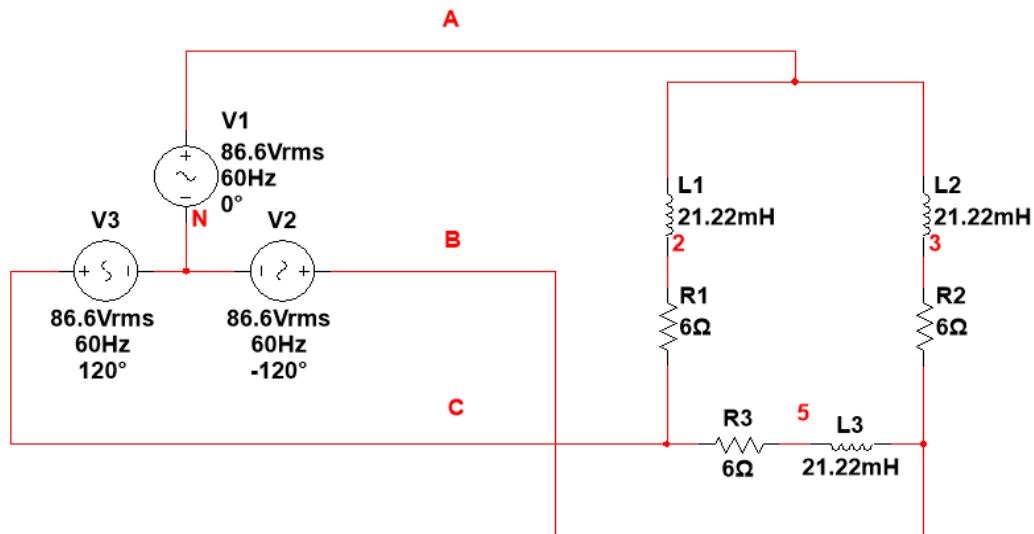 A
V1
86.6Vrms
60Hz
0°
N
V3
86.6Vrms
60Hz
120°
V2
86.6Vrms
60Hz
-120°
B
C
L1
21.22mH
2
R1
6Ω
L2
21.22mH
3
R2
6Ω
R3
6Ω
5
L3
21.22mH